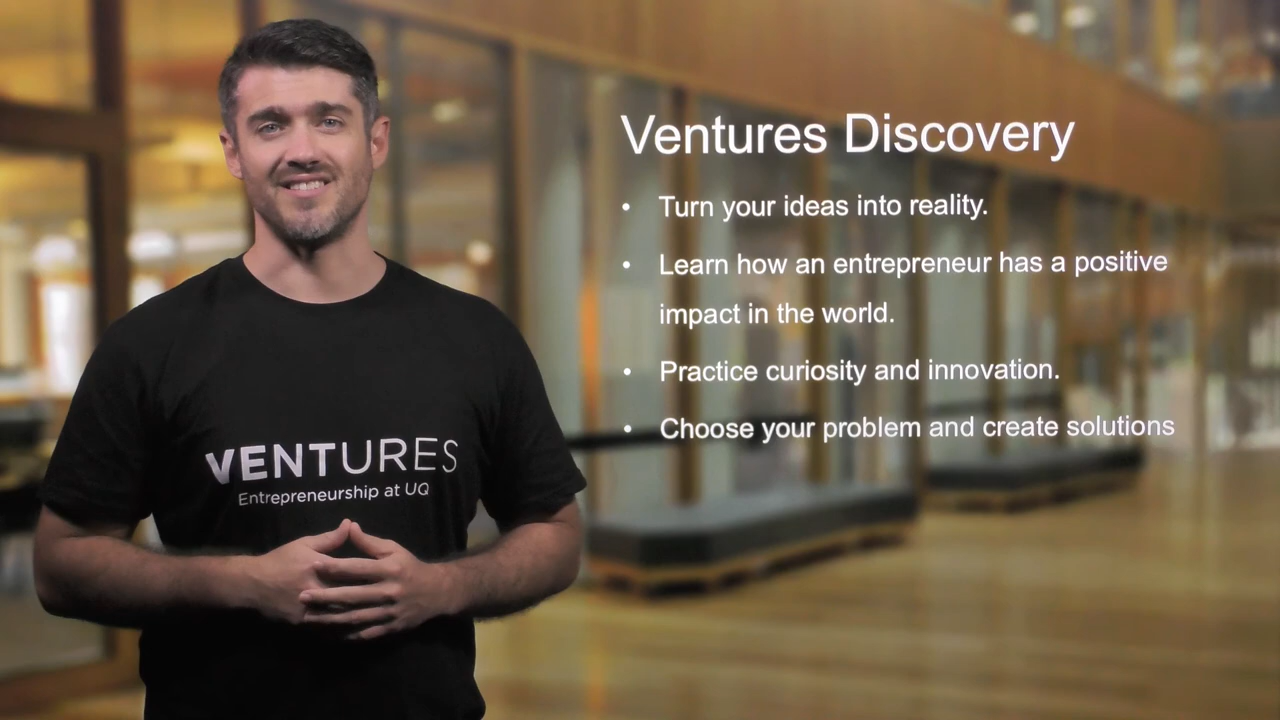 Ventures Discovery
• Turn your ideas into reality.
• Learn how an entrepreneur has a positive
impact in the world.
• Practice curiosity and innovation.
• Choose your problem and create solutions
VENTURES
Entrepreneurship at UQ